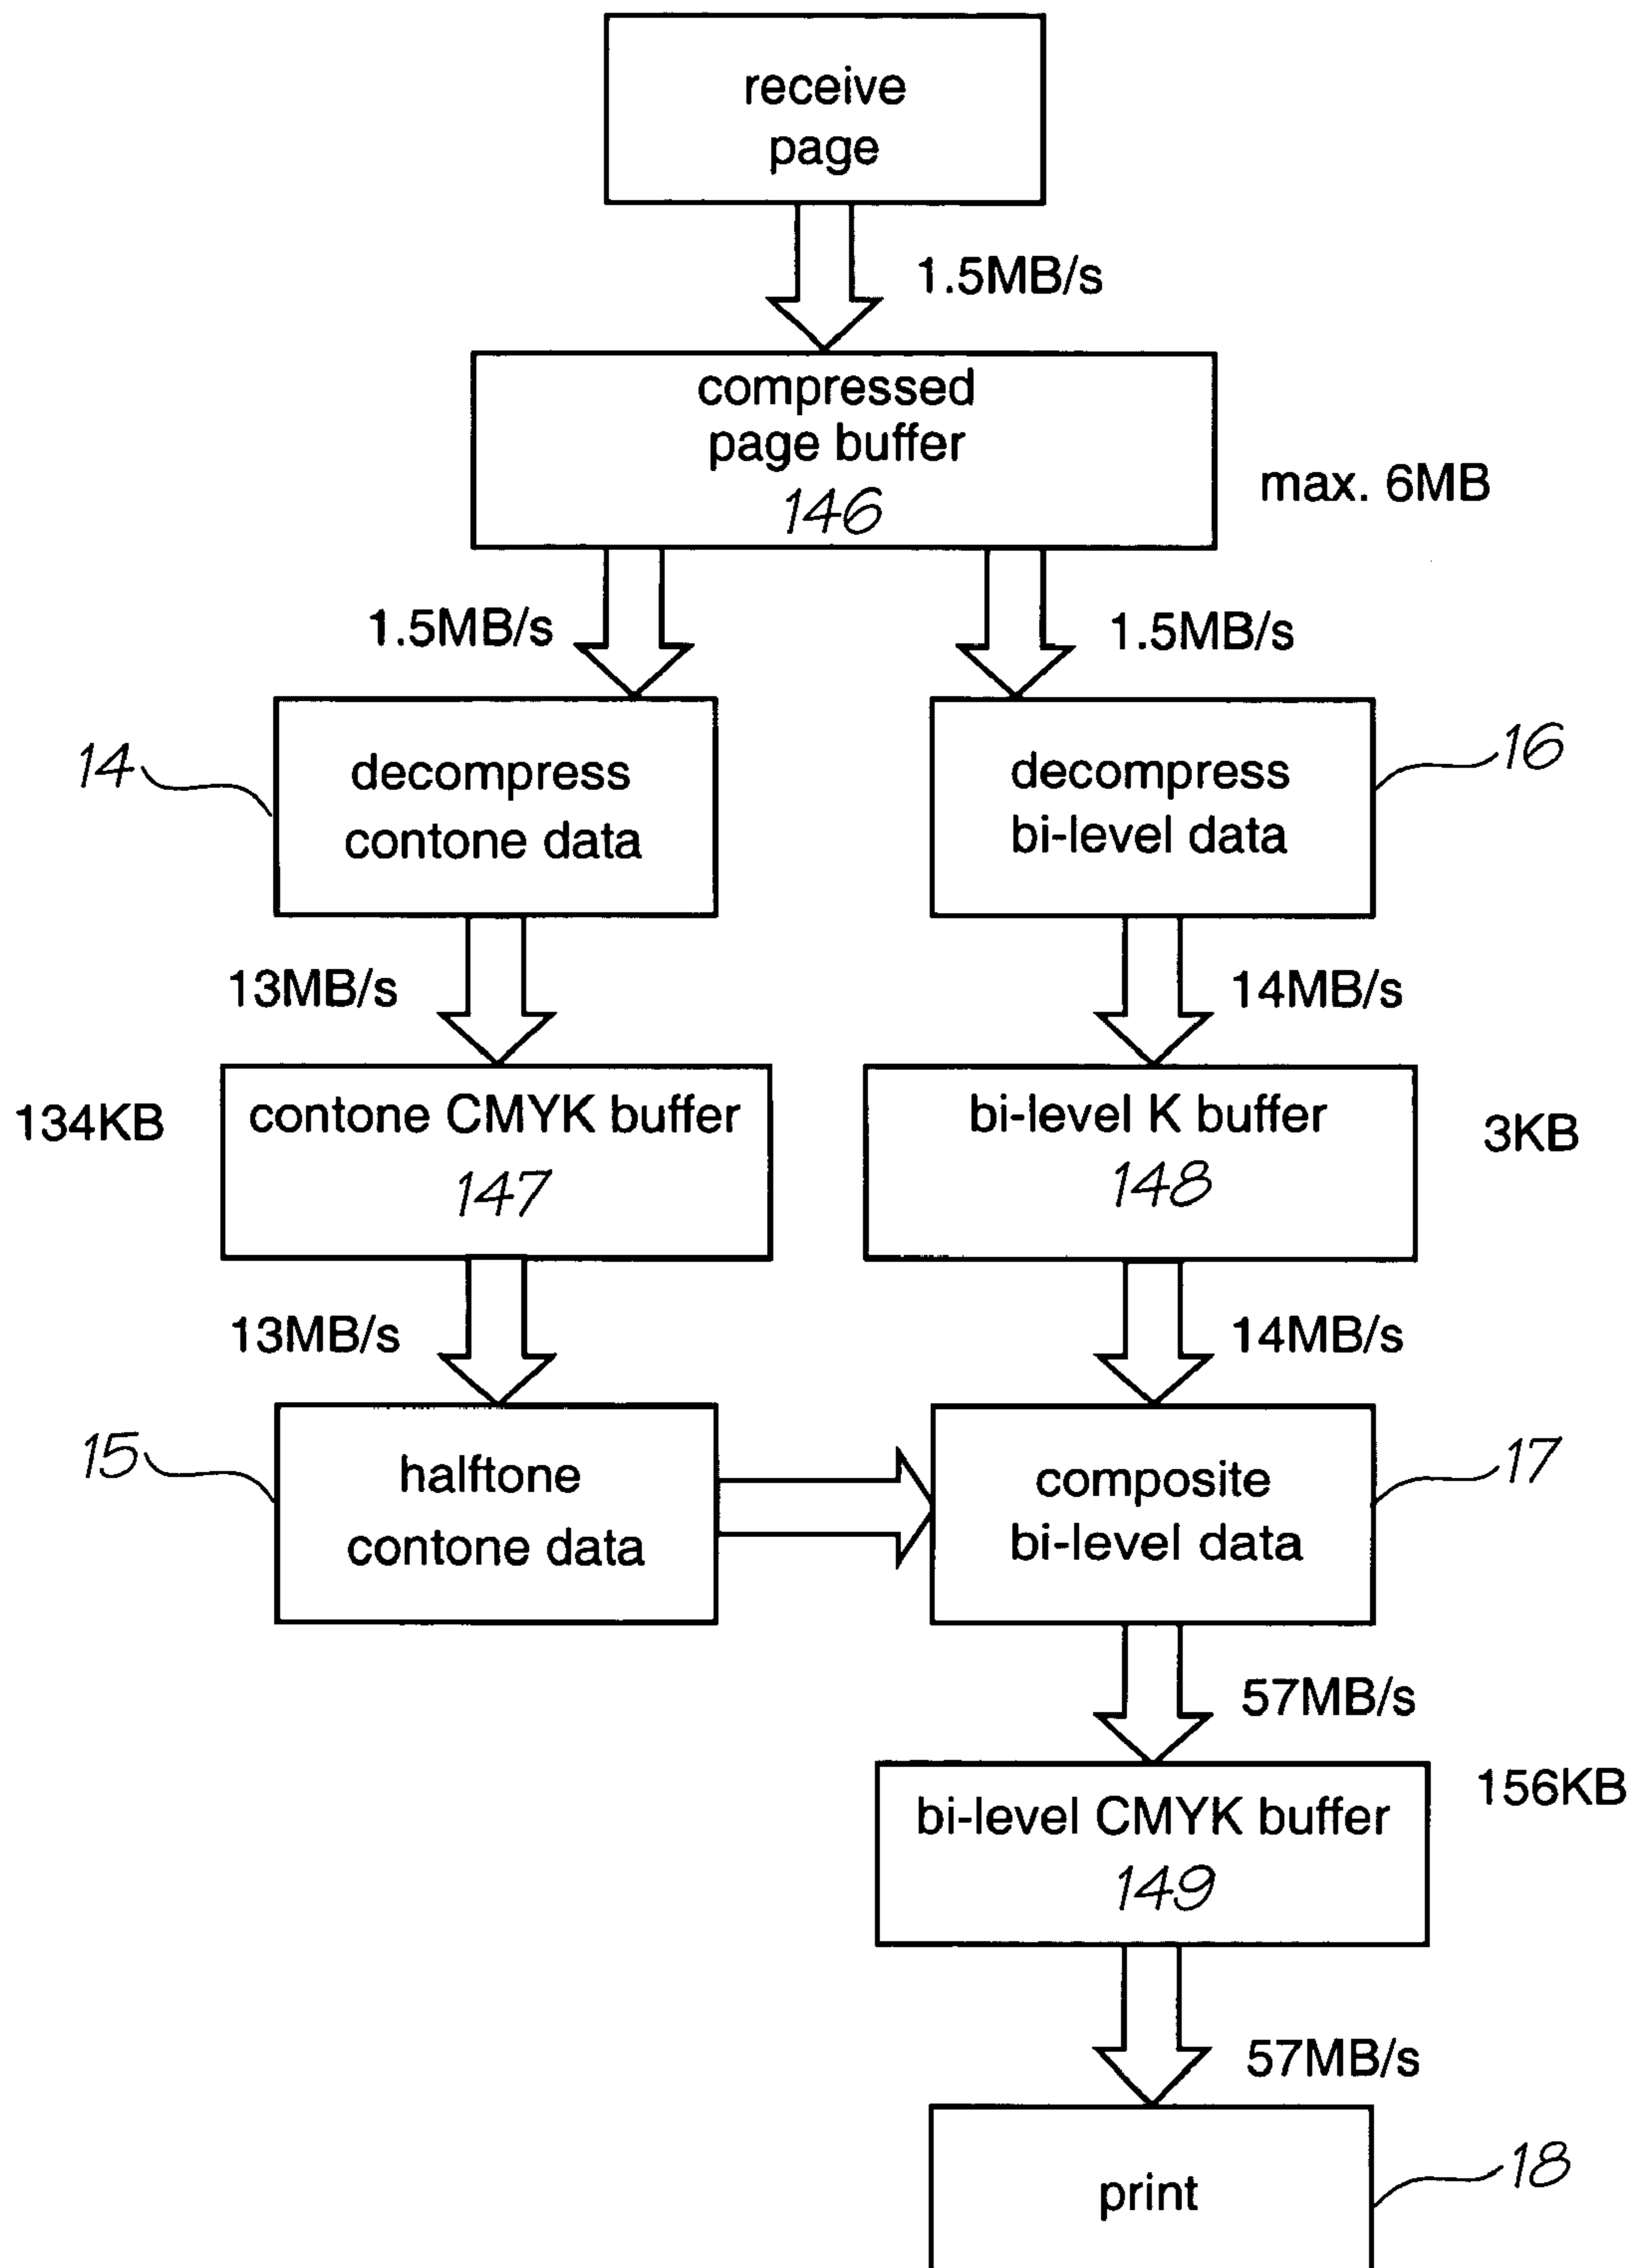 receive
page
1.5MB/s
compressed
page buffer
146
max. 6MB
1.5MB/s
1.5MB/s
14
decompress
contone data
decompress
bi-level data
16
13MB/s
14MB/s
134KB
contone CMYK buffer
147
bi-level K buffer
148
3KB
13MB/s
14MB/s
15
halftone
contone data
composite
bi-level data
17
57MB/s
bi-level CMYK buffer
149
156KB
57MB/s
print
18